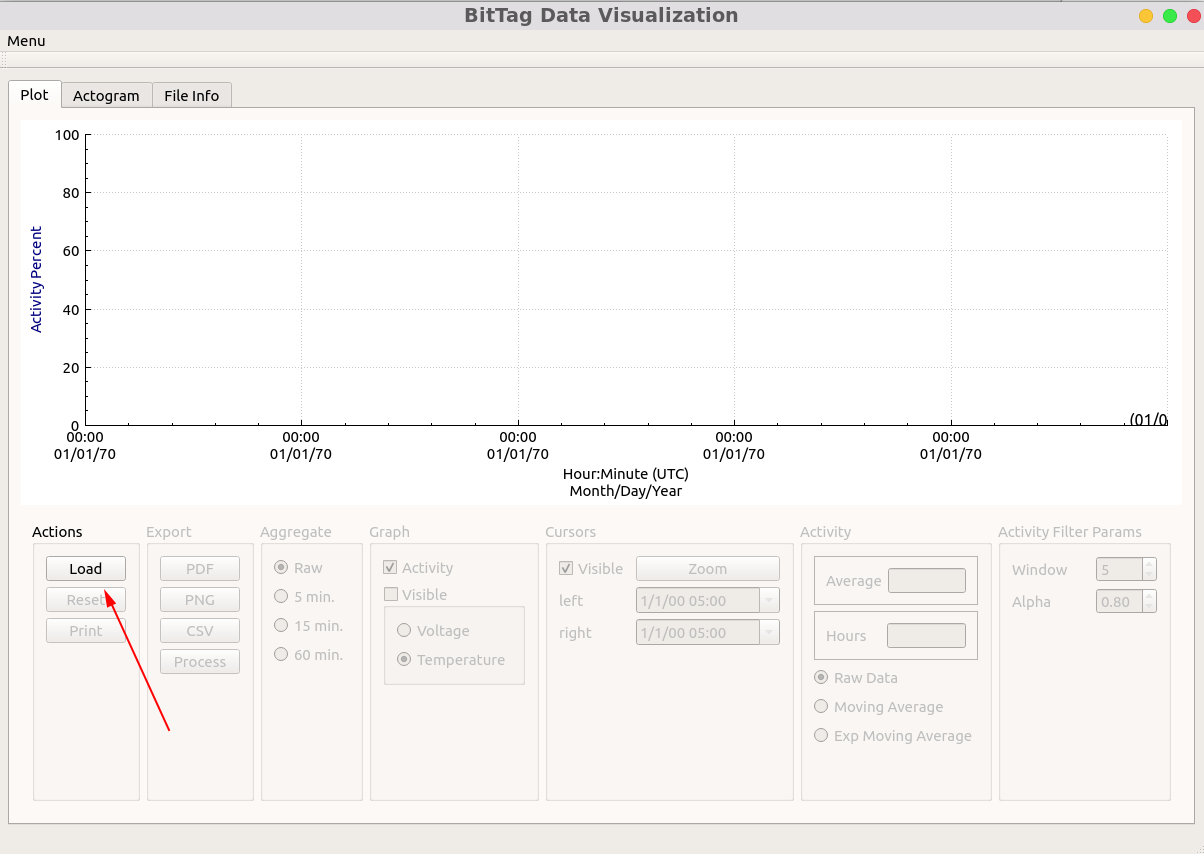 BitTag Data Visualization
Menu
Plot Actogram File Info
100
80
60
40
20
0
Activity Percent
(01/0
00:00 00:00 00:00 00:00 00:00
01/01/70 01/01/70 01/01/70 01/01/70 01/01/70
Hour:Minute (UTC)
Month/Day/Year
Actions
Load
Reset
Print
Export
PDF
PNG
CSV
Process
Aggregate
Raw
5 min.
15 min.
60 min.
Graph
Activity
Visible
Voltage
Temperature
Cursors
Visible Zoom
left 1/1/00 05:00
right 1/1/00 05:00
Activity
Average
Hours
Raw Data
Moving Average
Exp Moving Average
Activity Filter Params
Window 5
Alpha 0.80